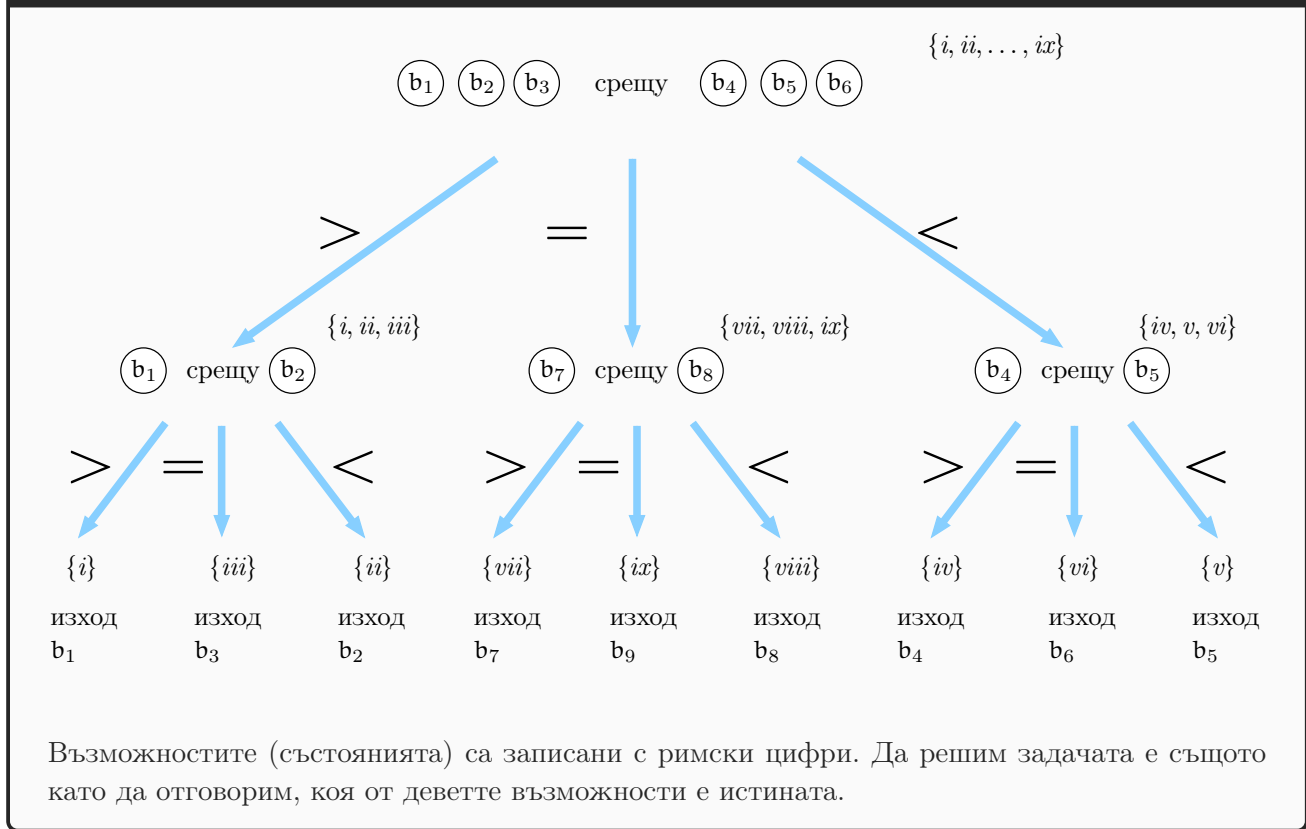 {i, ii, . . . , ix}
b₁ b₂ b₃ срещу b₄ b₅ b₆
> = <
{i, ii, iii} {vii, viii, ix} {iv, v, vi}
b₁ срещу b₂ b₇ срещу b₈ b₄ срещу b₅
> = < > = < > = <
{i} {iii} {ii} {vii} {ix} {viii} {iv} {vi} {v}
изход изход изход изход изход изход изход изход изход
b₁ b₃ b₂ b₇ b₉ b₈ b₄ b₆ b₅
Възможностите (състоянията) са записани с римски цифри. Да решим задачата е същото
като да отговорим, коя от деветте възможности е истината.